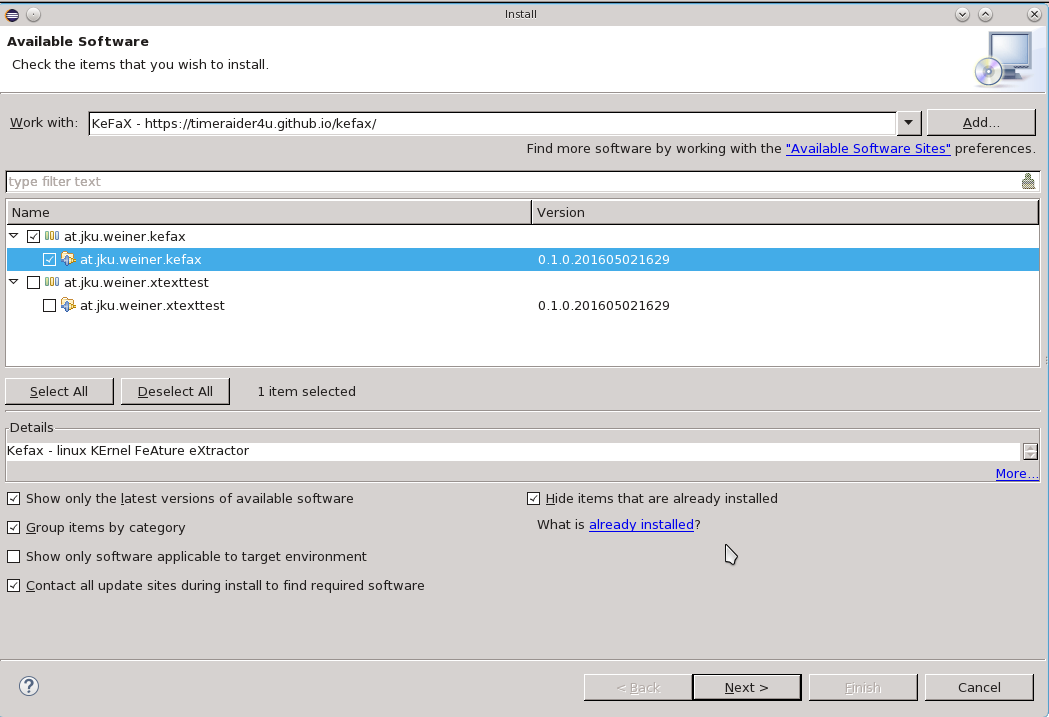 Install
Available Software
Check the items that you wish to install.
Work with: KeFaX - https://timeraider4u.github.io/kefax/ Add...
Find more software by working with the "Available Software Sites" preferences.
type filter text
Name Version
at.jku.weiner.kefax
at.jku.weiner.kefax 0.1.0.201605021629
at.jku.weiner.xtexttest
at.jku.weiner.xtexttest 0.1.0.201605021629
Select All Deselect All 1 item selected
Details
Kefax - linux KErnel FeAture eXtractor
More...
Show only the latest versions of available software Hide items that are already installed
Group items by category What is already installed?
Show only software applicable to target environment
Contact all update sites during install to find required software
? < Back Next > Finish Cancel